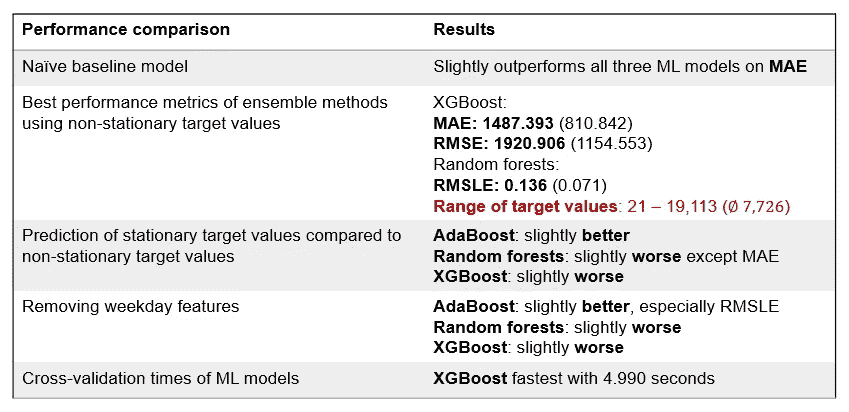 Performance comparison
Results
Naïve baseline model
Slightly outperforms all three ML models on MAE
Best performance metrics of ensemble methods
using non-stationary target values
XGBoost:
MAE: 1487.393 (810.842)
RMSE: 1920.906 (1154.553)
Random forests:
RMSLE: 0.136 (0.071)
Range of target values: 21 – 19,113 (Ø 7,726)
Prediction of stationary target values compared to
non-stationary target values
AdaBoost: slightly better
Random forests: slightly worse except MAE
XGBoost: slightly worse
Removing weekday features
AdaBoost: slightly better, especially RMSLE
Random forests: slightly worse
XGBoost: slightly worse
Cross-validation times of ML models
XGBoost fastest with 4.990 seconds